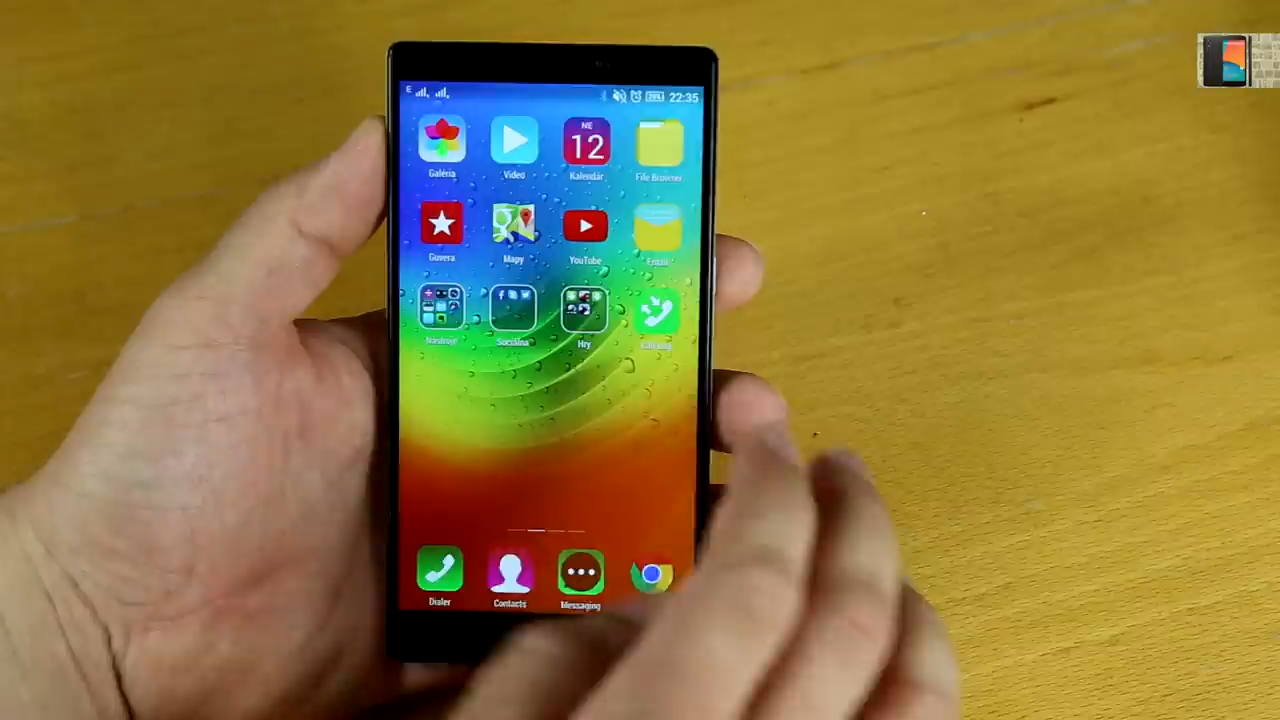 E 22:35
NE
12
Galéria Video Kalendár File Browser
Guvera Mapy YouTube Email
Nástroje Sociálna Hry
Dialer Contacts Messaging